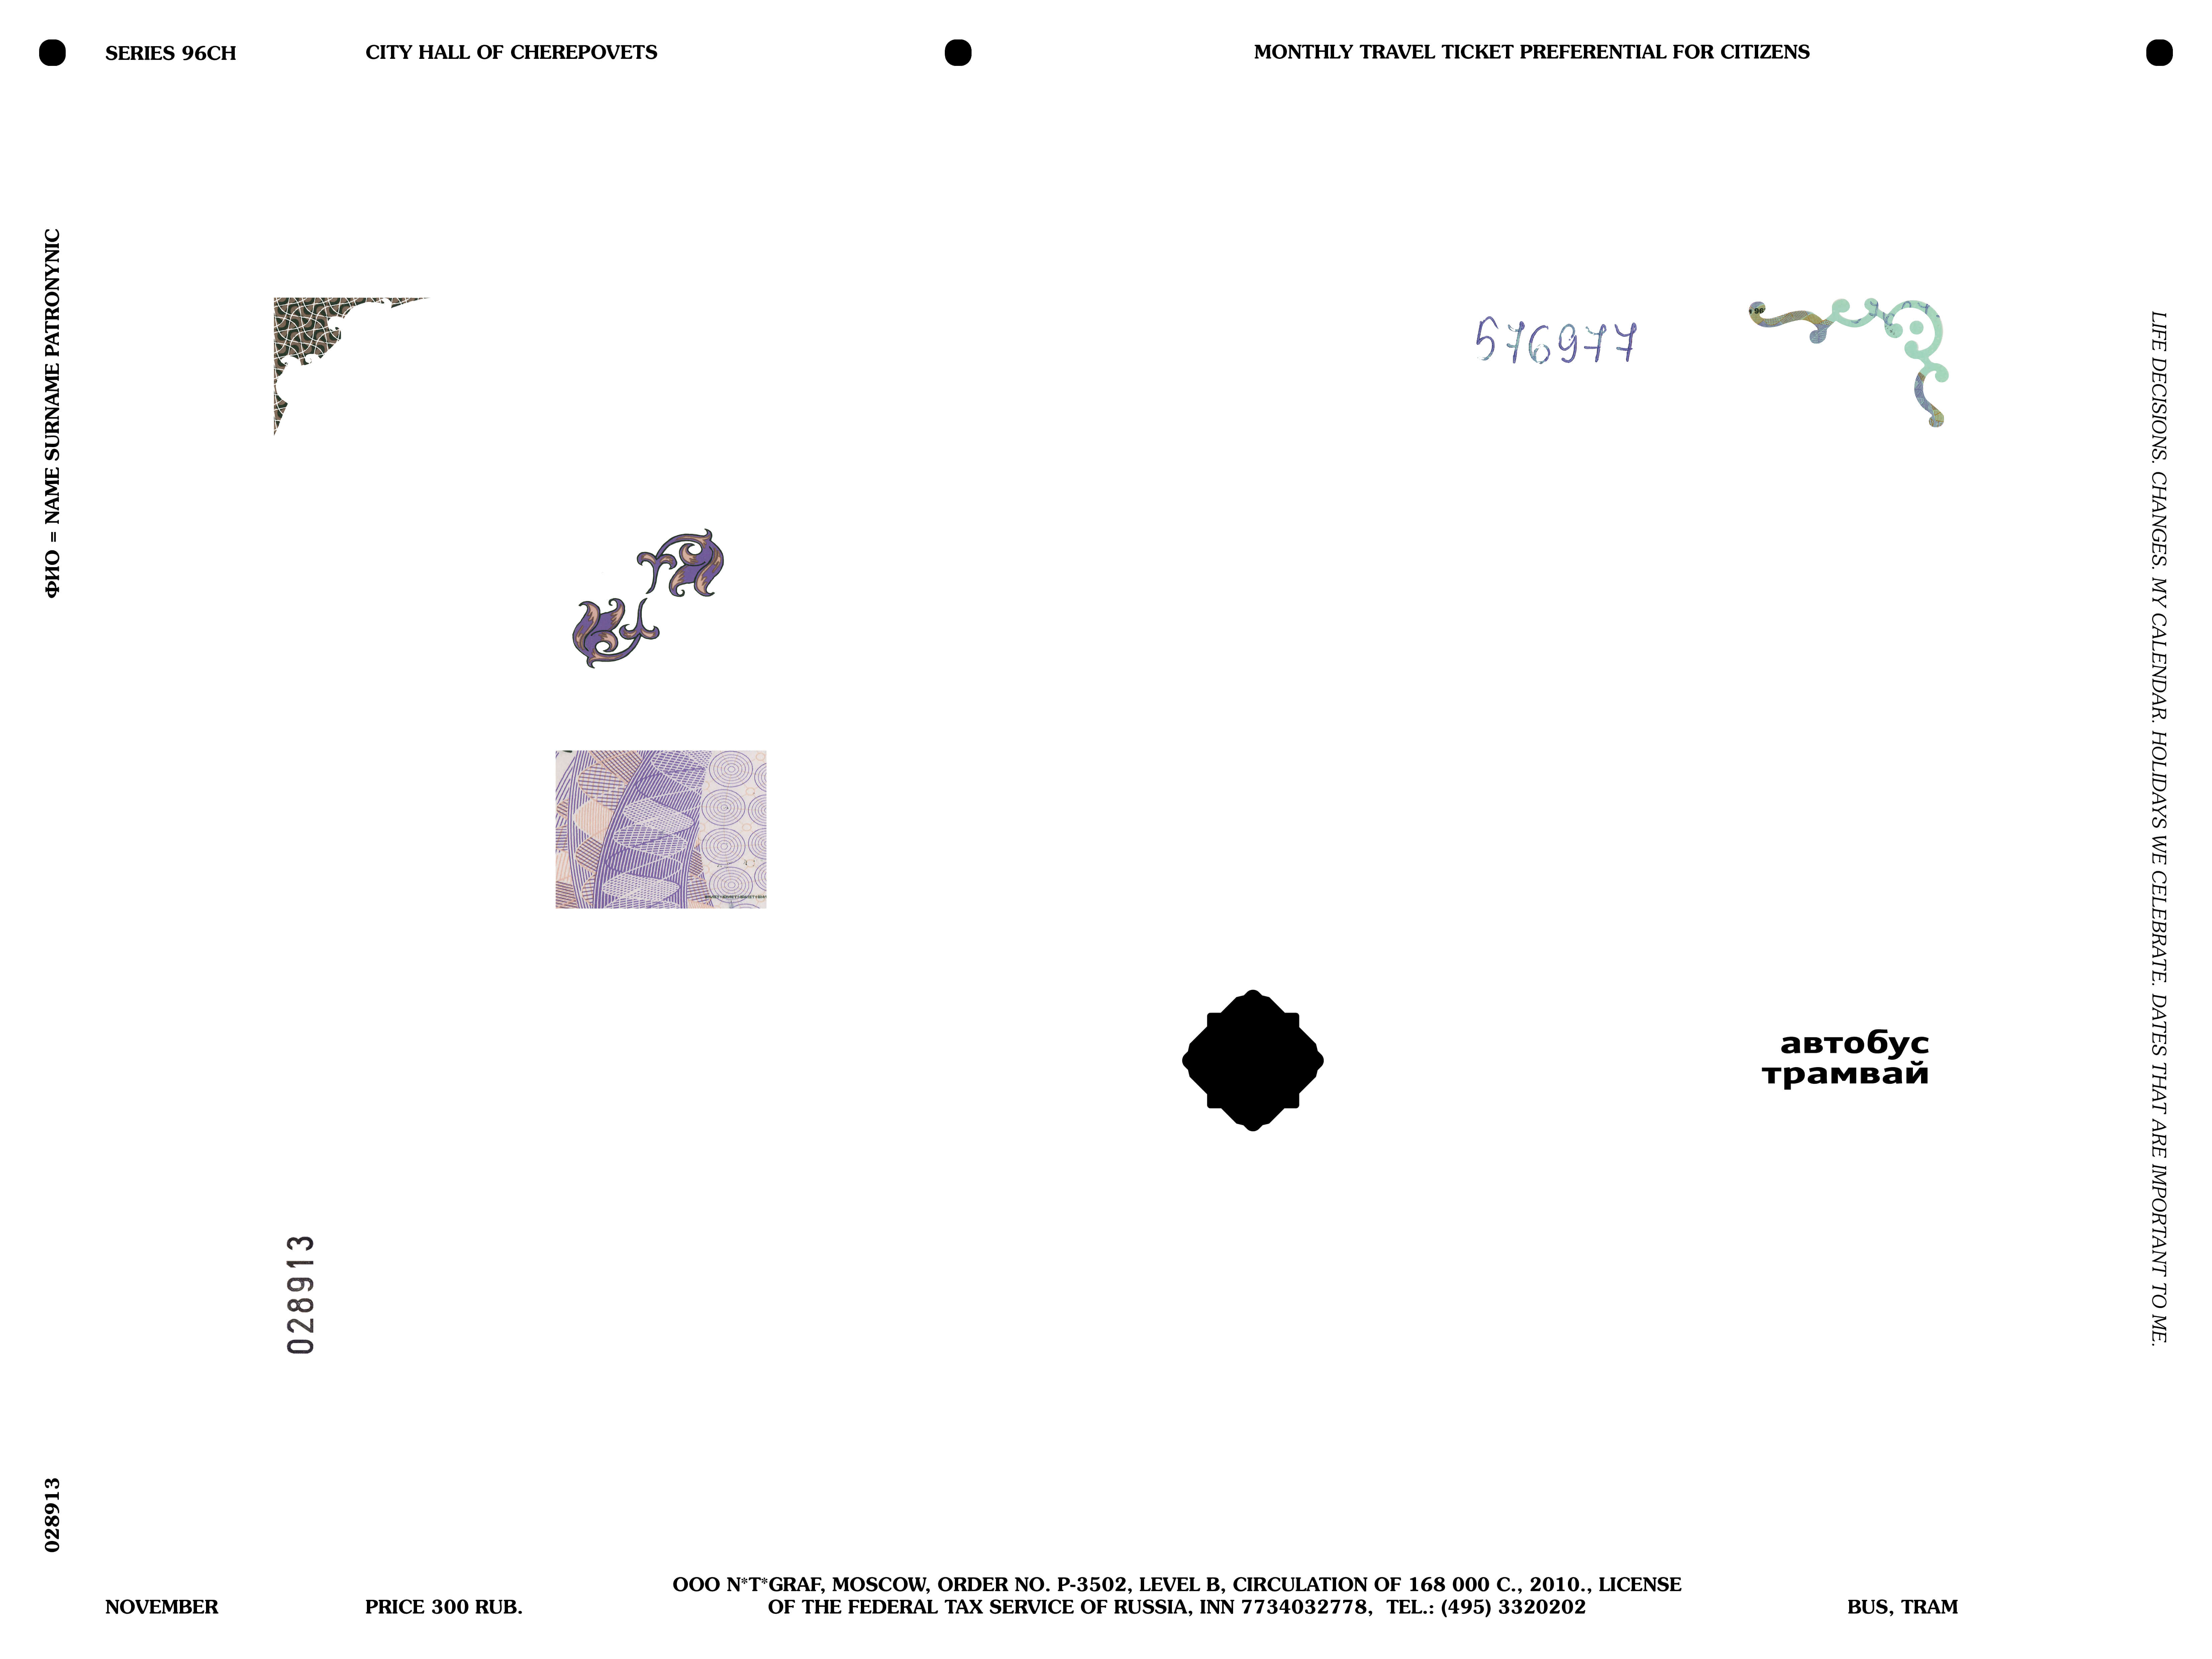 SERIES 96CH
CITY HALL OF CHEREPOVETS
MONTHLY TRAVEL TICKET PREFERENTIAL FOR CITIZENS
ФИО = NAME SURNAME PATRONYNIC
576977
96
LIFE DECISIONS. CHANGES. MY CALENDAR. HOLIDAYS WE CELEBRATE. DATES THAT ARE IMPORTANT TO ME.
автобус
трамвай
028913
028913
NOVEMBER
PRICE 300 RUB.
OOO N*T*GRAF, MOSCOW, ORDER NO. P-3502, LEVEL B, CIRCULATION OF 168 000 C., 2010., LICENSE
OF THE FEDERAL TAX SERVICE OF RUSSIA, INN 7734032778, TEL.: (495) 3320202
BUS, TRAM